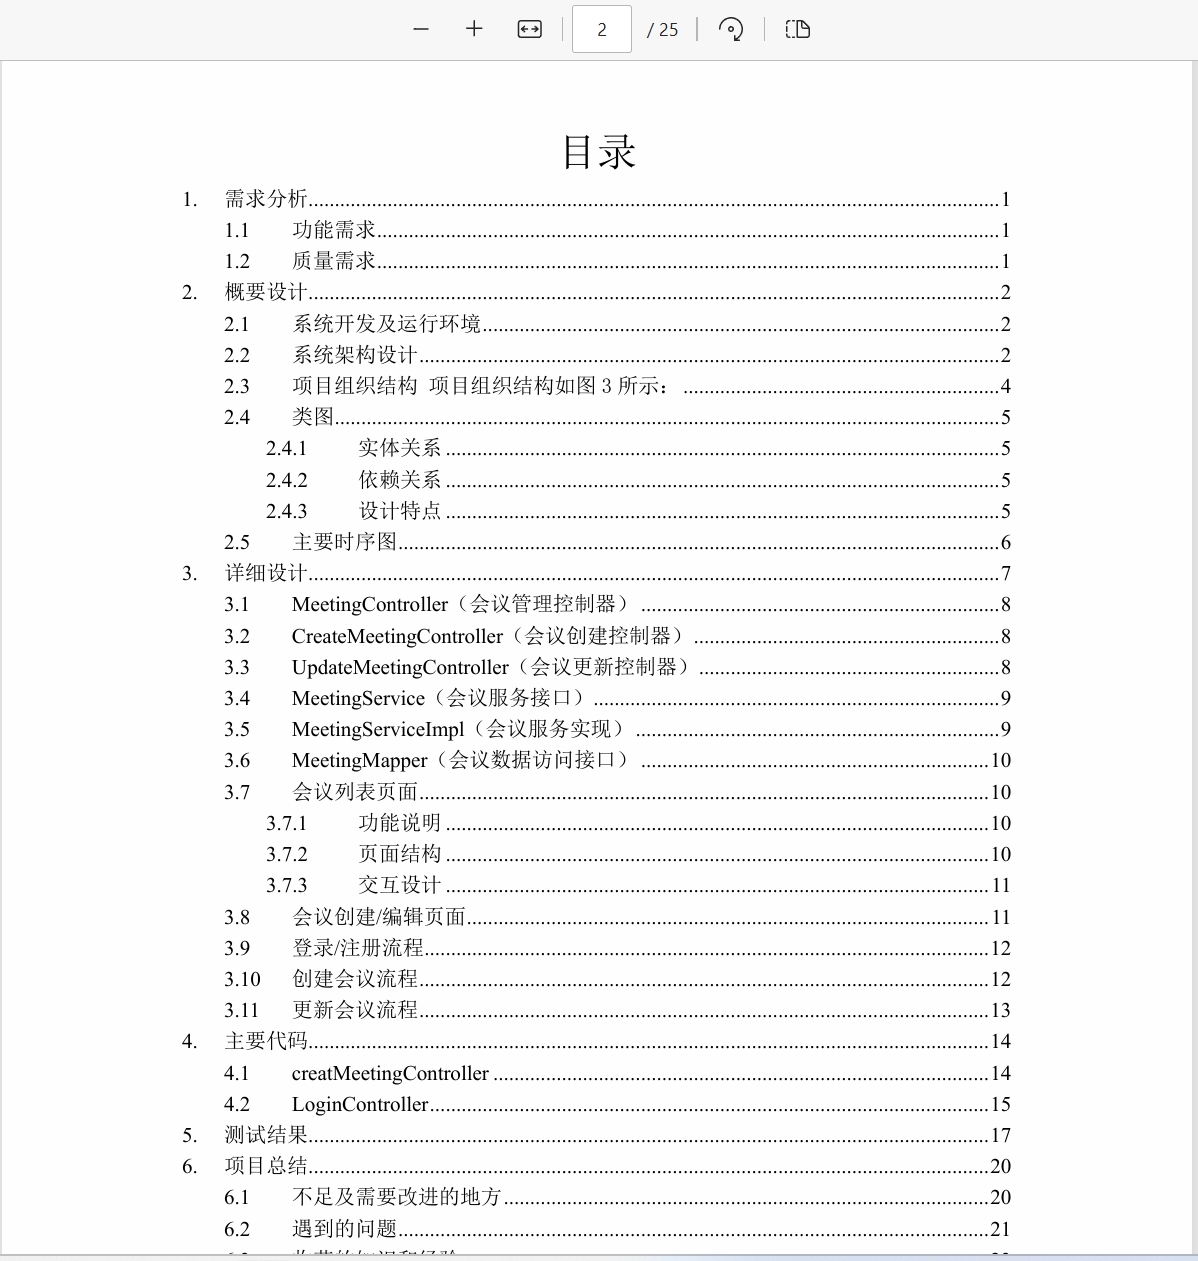 2 / 25
目录
1. 需求分析 1
1.1 功能需求 1
1.2 质量需求 1
2. 概要设计 2
2.1 系统开发及运行环境 2
2.2 系统架构设计 2
2.3 项目组织结构 项目组织结构如图 3 所示： 4
2.4 类图 5
2.4.1 实体关系 5
2.4.2 依赖关系 5
2.4.3 设计特点 5
2.5 主要时序图 6
3. 详细设计 7
3.1 MeetingController（会议管理控制器） 8
3.2 CreateMeetingController（会议创建控制器） 8
3.3 UpdateMeetingController（会议更新控制器） 8
3.4 MeetingService（会议服务接口） 9
3.5 MeetingServiceImpl（会议服务实现） 9
3.6 MeetingMapper（会议数据访问接口） 10
3.7 会议列表页面 10
3.7.1 功能说明 10
3.7.2 页面结构 10
3.7.3 交互设计 11
3.8 会议创建/编辑页面 11
3.9 登录/注册流程 12
3.10 创建会议流程 12
3.11 更新会议流程 13
4. 主要代码 14
4.1 creatMeetingController 14
4.2 LoginController 15
5. 测试结果 17
6. 项目总结 20
6.1 不足及需要改进的地方 20
6.2 遇到的问题 21